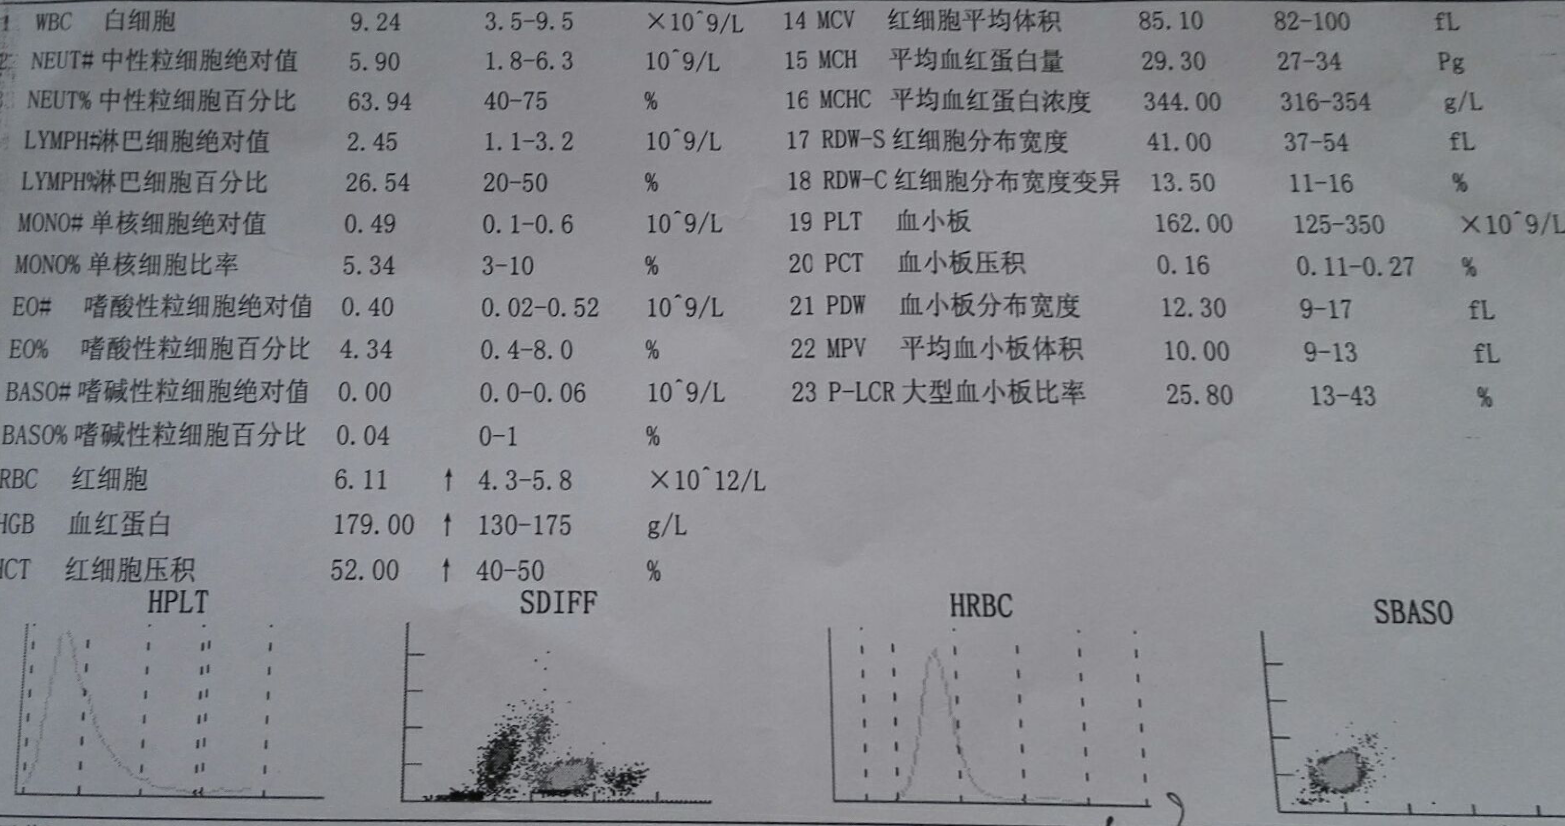 1 WBC 白细胞 9.24 3.5-9.5 ×10^9/L 14 MCV 红细胞平均体积 85.10 82-100 fL
2 NEUT# 中性粒细胞绝对值 5.90 1.8-6.3 10^9/L 15 MCH 平均血红蛋白量 29.30 27-34 Pg
NEUT% 中性粒细胞百分比 63.94 40-75 % 16 MCHC 平均血红蛋白浓度 344.00 316-354 g/L
LYMPH#淋巴细胞绝对值 2.45 1.1-3.2 10^9/L 17 RDW-S 红细胞分布宽度 41.00 37-54 fL
LYMPH%淋巴细胞百分比 26.54 20-50 % 18 RDW-C 红细胞分布宽度变异 13.50 11-16 %
MONO# 单核细胞绝对值 0.49 0.1-0.6 10^9/L 19 PLT 血小板 162.00 125-350 ×10^9/L
MONO% 单核细胞比率 5.34 3-10 % 20 PCT 血小板压积 0.16 0.11-0.27 %
EO# 嗜酸性粒细胞绝对值 0.40 0.02-0.52 10^9/L 21 PDW 血小板分布宽度 12.30 9-17 fL
EO% 嗜酸性粒细胞百分比 4.34 0.4-8.0 % 22 MPV 平均血小板体积 10.00 9-13 fL
BASO# 嗜碱性粒细胞绝对值 0.00 0.0-0.06 10^9/L 23 P-LCR 大型血小板比率 25.80 13-43 %
BASO% 嗜碱性粒细胞百分比 0.04 0-1 %
RBC 红细胞 6.11 ↑ 4.3-5.8 ×10^12/L
HGB 血红蛋白 179.00 ↑ 130-175 g/L
HCT 红细胞压积 52.00 ↑ 40-50 %
HPLT SDIFF HRBC SBASO